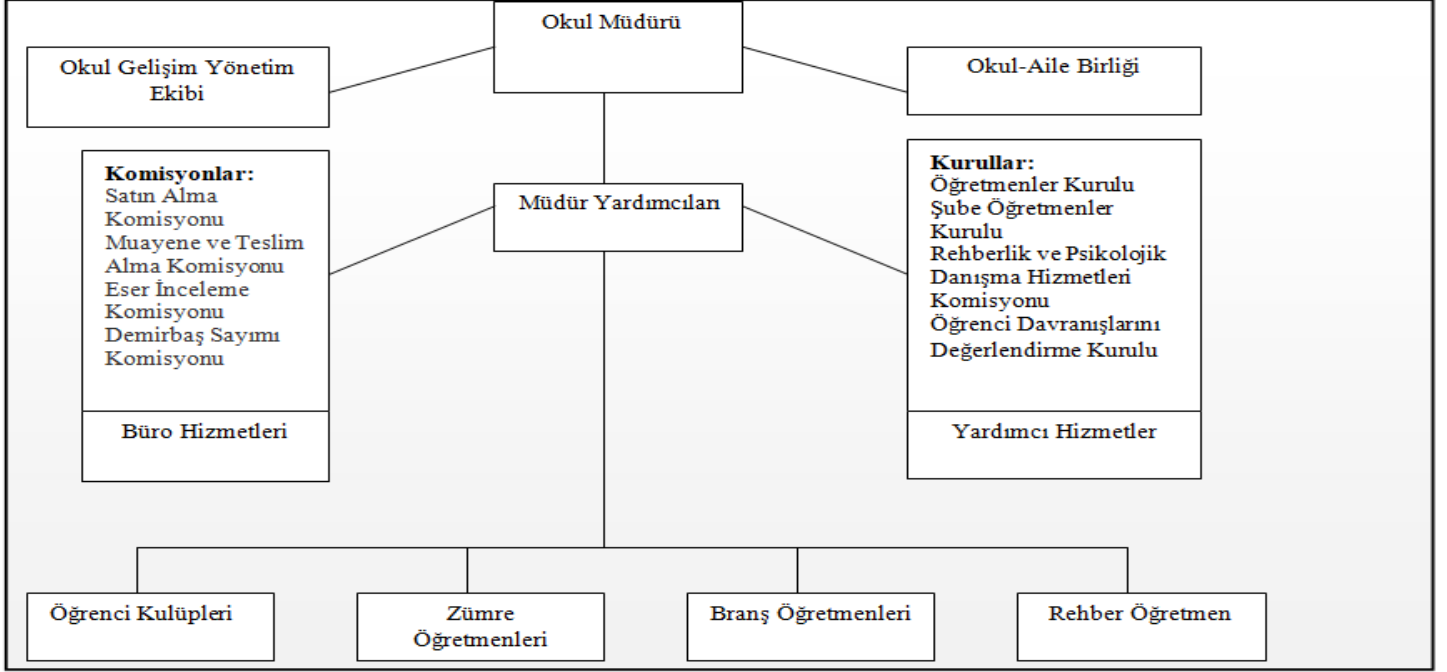 Okul Müdürü
Okul Gelişim Yönetim
Ekibi
Okul-Aile Birliği
Komisyonlar:
Satın Alma
Komisyonu
Muayene ve Teslim
Alma Komisyonu
Eser İnceleme
Komisyonu
Demirbaş Sayımı
Komisyonu
Büro Hizmetleri
Müdür Yardımcıları
Kurullar:
Öğretmenler Kurulu
Şube Öğretmenler
Kurulu
Rehberlik ve Psikolojik
Danışma Hizmetleri
Komisyonu
Öğrenci Davranışlarını
Değerlendirme Kurulu
Yardımcı Hizmetler
Öğrenci Kulüpleri
Zümre
Öğretmenleri
Branş Öğretmenleri
Rehber Öğretmen